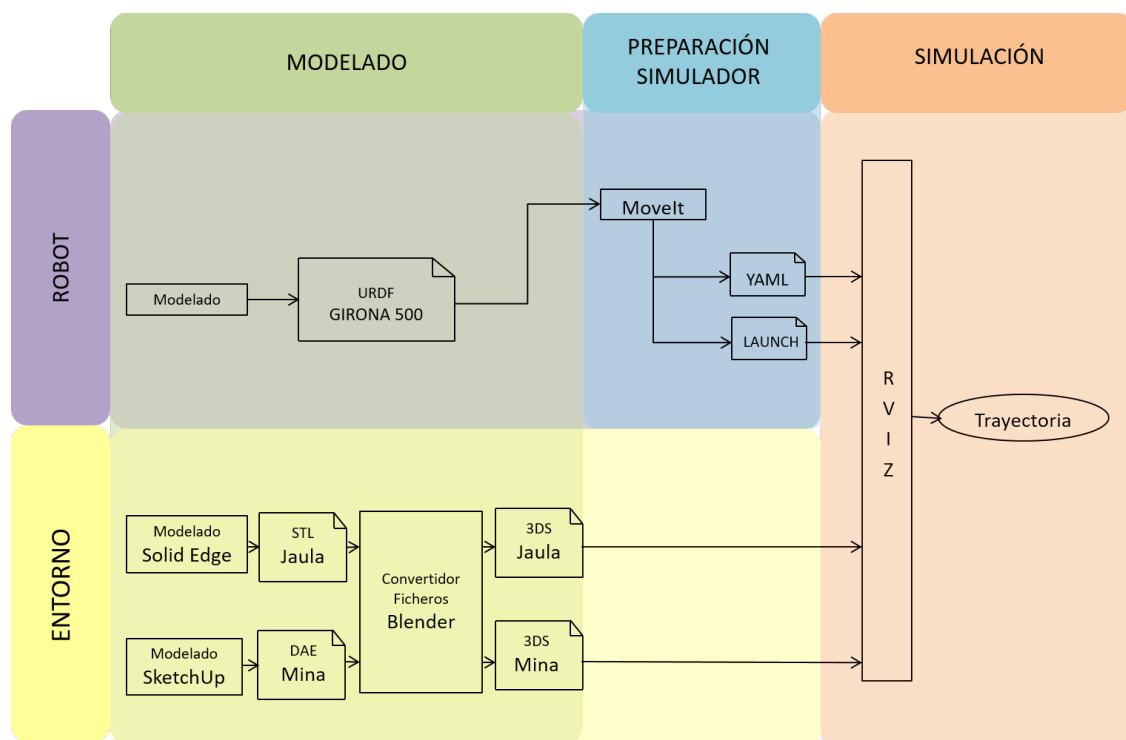 MODELADO
PREPARACIÓN
SIMULADOR
SIMULACIÓN
ROBOT
Modelado
URDF
GIRONA 500
MoveIt
YAML
LAUNCH
R
V
I
Z
Trayectoria
ENTORNO
Modelado
Solid Edge
STL
Jaula
Convertidor
Ficheros
Blender
3DS
Jaula
Modelado
SketchUp
DAE
Mina
3DS
Mina